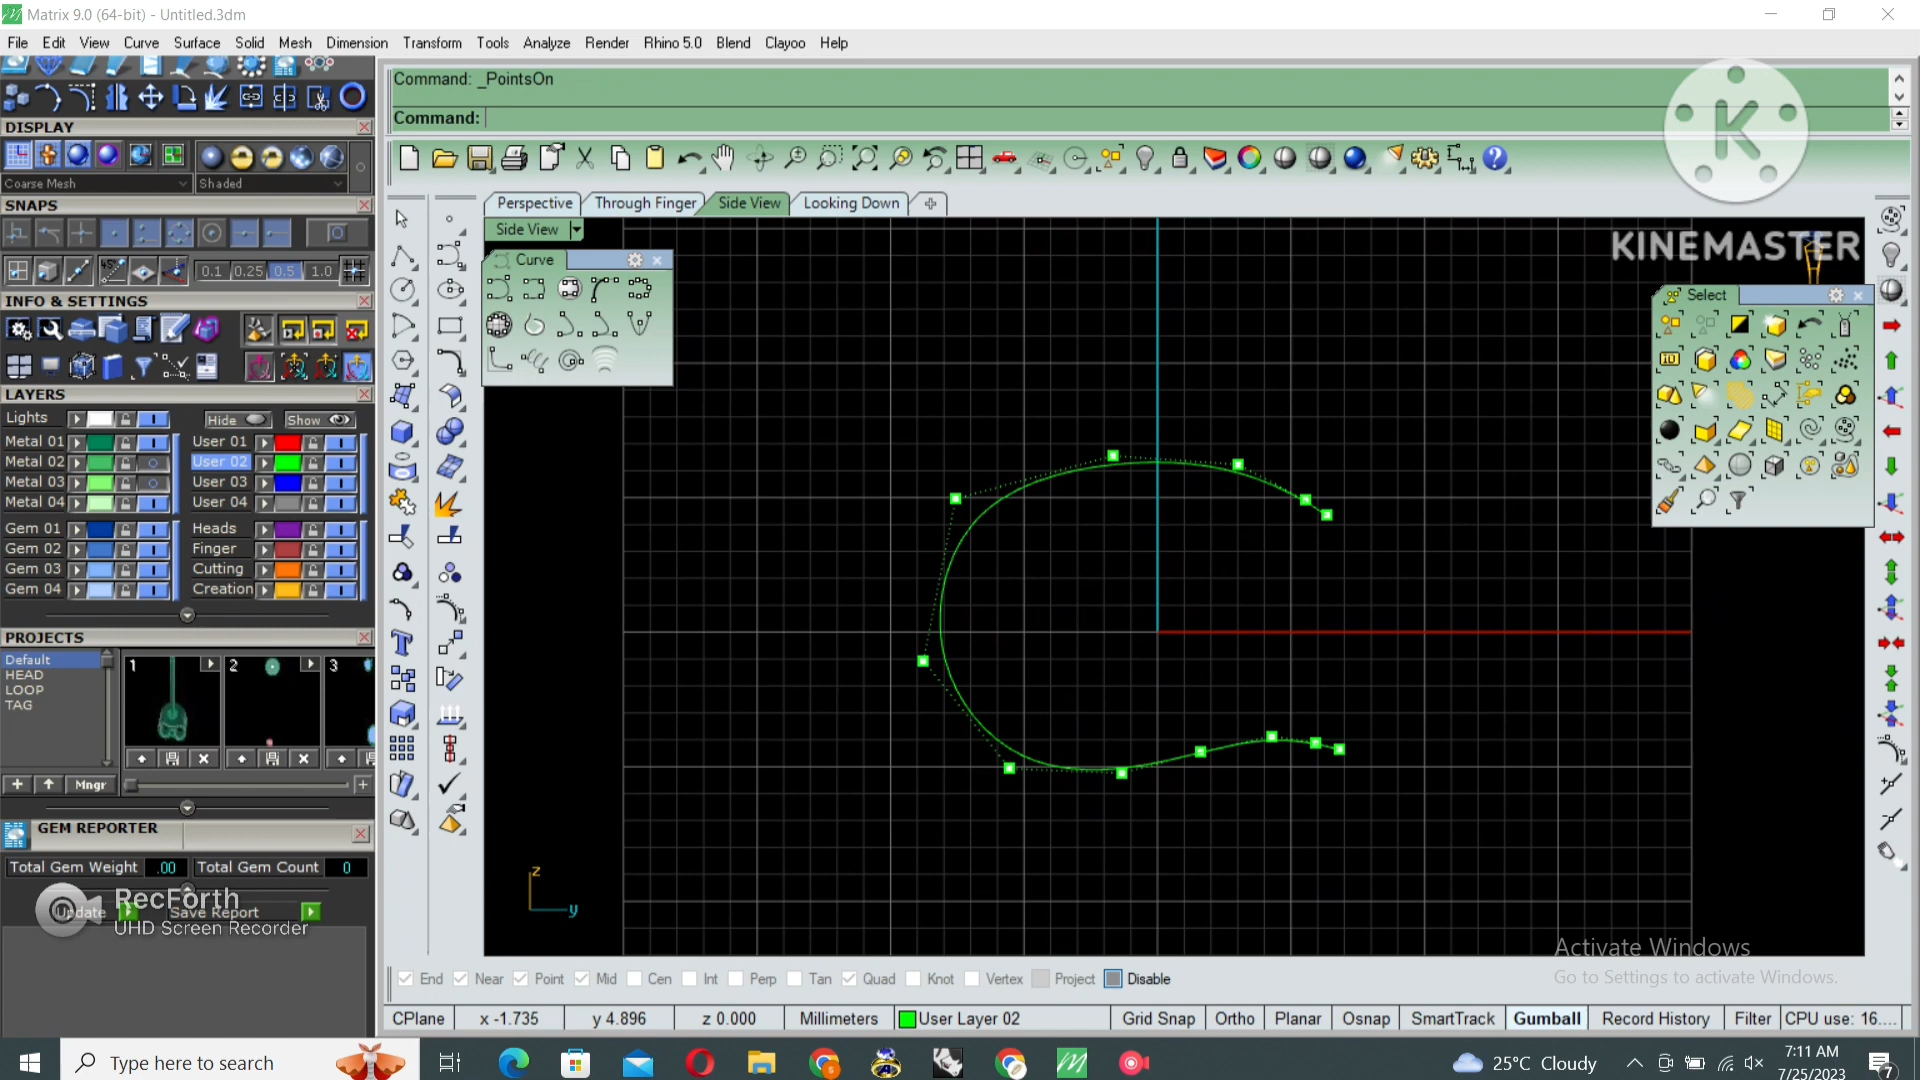 Matrix 9.0 (64-bit) - Untitled.3dm
File Edit View Curve Surface Solid Mesh Dimension Transform Tools Analyze Render Rhino 5.0 Blend Clayoo Help
Command: _PointsOn
Command:
DISPLAY
Coarse Mesh Shaded
SNAPS
0.1 0.25 0.5 1.0
INFO & SETTINGS
LAYERS
Lights Hide Show
Metal 01 User 01
Metal 02 User 02
Metal 03 User 03
Metal 04 User 04
Gem 01 Heads
Gem 02 Finger
Gem 03 Cutting
Gem 04 Creation
PROJECTS
Default
HEAD
LOOP
TAG
1 2 3
Mngr
GEM REPORTER
Total Gem Weight .00 Total Gem Count 0
Update Save Report
RecForth
UHD Screen Recorder
Perspective Through Finger Side View Looking Down
Side View
Curve
K
KINEMASTER
Select
z
y
Activate Windows
Go to Settings to activate Windows.
End Near Point Mid Cen Int Perp Tan Quad Knot Vertex Project Disable
CPlane x -1.735 y 4.896 z 0.000 Millimeters User Layer 02 Grid Snap Ortho Planar Osnap SmartTrack Gumball Record History Filter CPU use: 16....
Type here to search
25°C Cloudy
7:11 AM
7/25/2023
7